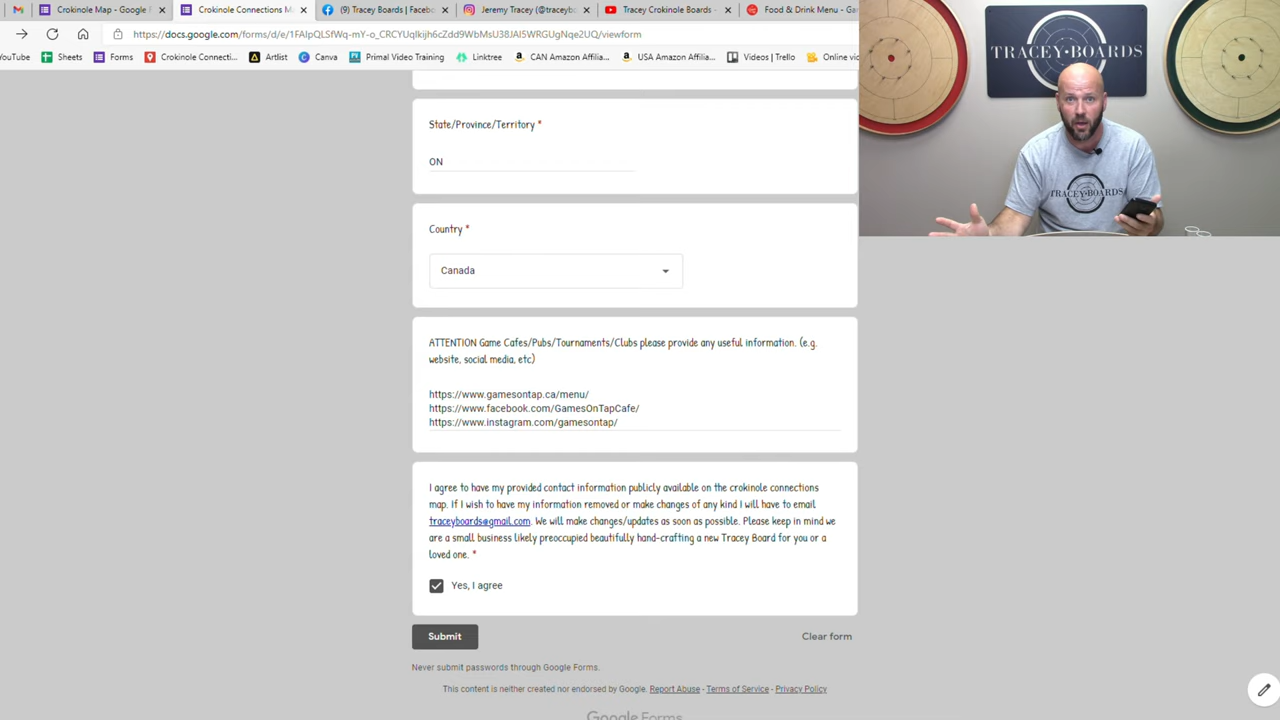 Crokinole Map - Google F
Crokinole Connections M
(9) Tracey Boards | Faceb
Jeremy Tracey (@traceyb
Tracey Crokinole Boards -
Food & Drink Menu - Ga
https://docs.google.com/forms/d/e/1FAIpQLSfWq-mY-o_CRCYUqlkijh6cZdd9WbMsU38JAI5WRGUgNqe2UQ/viewform
YouTube
Sheets
Forms
Crokinole Connecti...
Artlist
Canva
Primal Video Training
Linktree
CAN Amazon Affilia...
USA Amazon Affilia...
Videos | Trello
Online vic
TRACEY BOARDS
TRACEY BOARDS
State/Province/Territory *
ON
Country *
Canada
ATTENTION Game Cafes/Pubs/Tournaments/Clubs please provide any useful information. (e.g.
website, social media, etc)
https://www.gamesontap.ca/menu/
https://www.facebook.com/GamesOnTapCafe/
https://www.instagram.com/gamesontap/
I agree to have my provided contact information publicly available on the crokinole connections
map. If I wish to have my information removed or make changes of any kind I will have to email
traceyboards@gmail.com. We will make changes/updates as soon as possible. Please keep in mind we
are a small business likely preoccupied beautifully hand-crafting a new Tracey Board for you or a
loved one. *
Yes, I agree
Submit
Clear form
Never submit passwords through Google Forms.
This content is neither created nor endorsed by Google. Report Abuse - Terms of Service - Privacy Policy
Google Forms